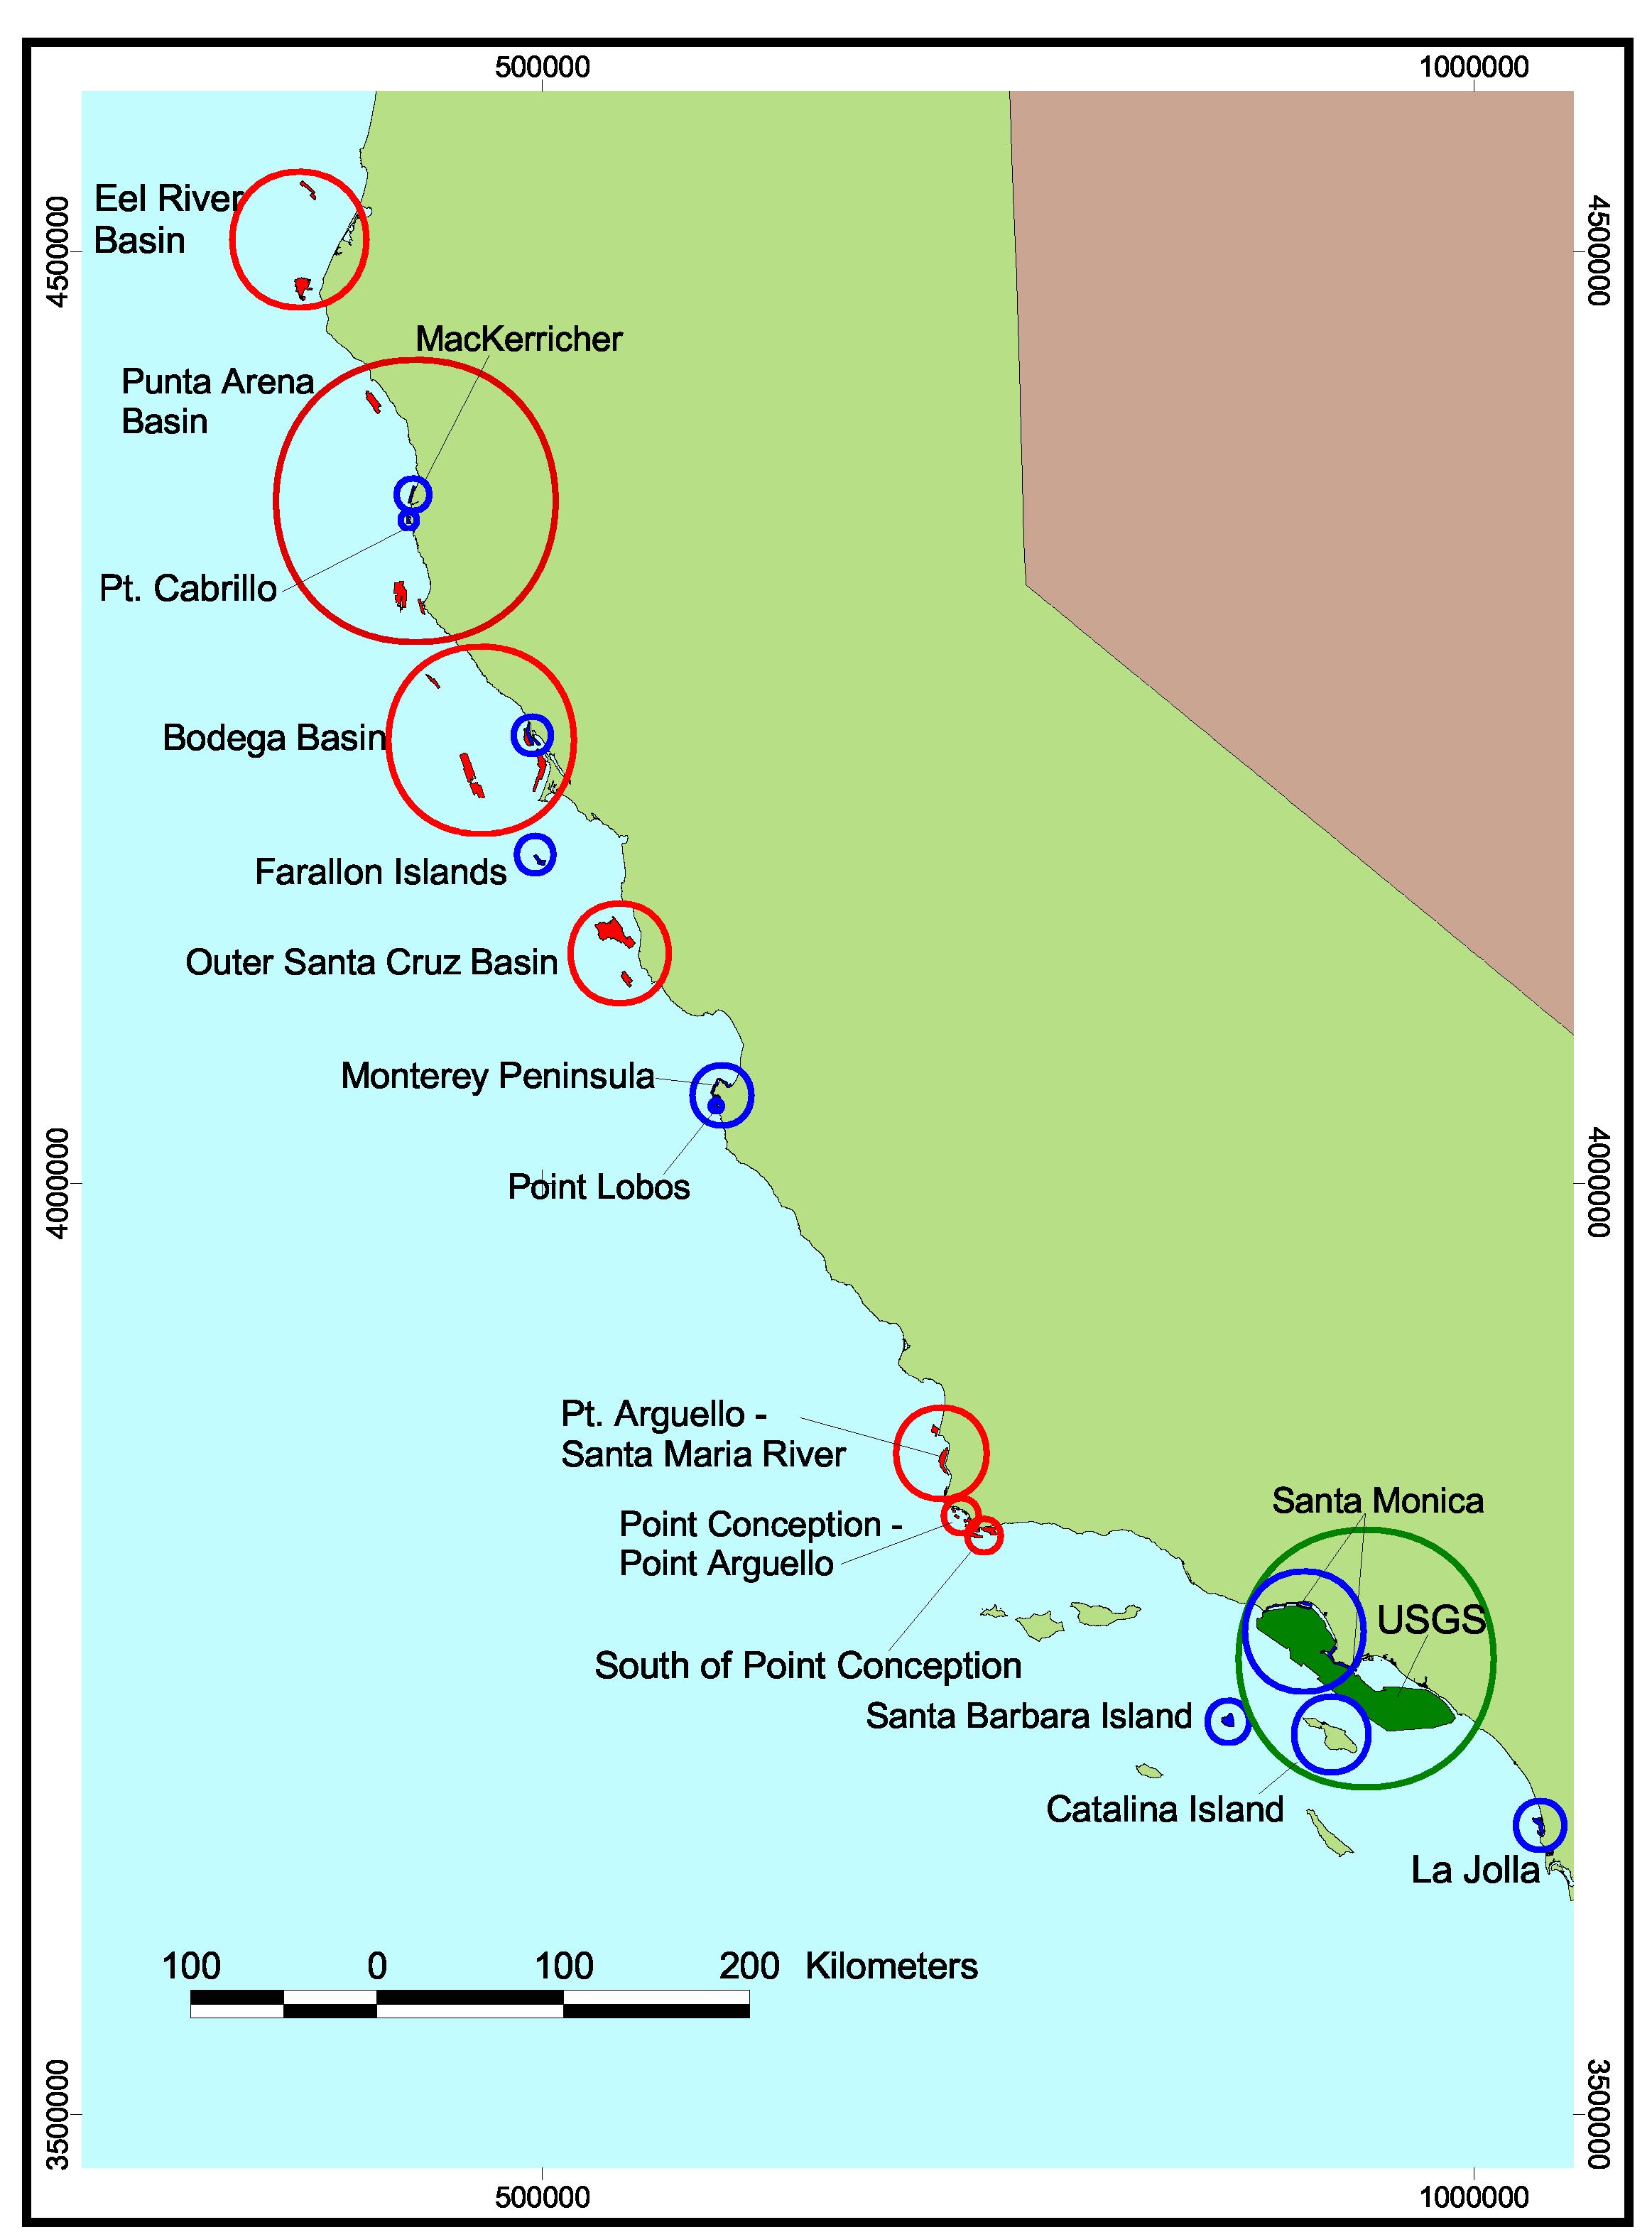 500000
1000000
4500000
4500000
Eel River
Basin
MacKerricher
Punta Arena
Basin
Pt. Cabrillo
Bodega Basin
Farallon Islands
Outer Santa Cruz Basin
Monterey Peninsula
Point Lobos
4000000
4000000
Pt. Arguello -
Santa Maria River
Point Conception -
Point Arguello
Santa Monica
USGS
South of Point Conception
Santa Barbara Island
Catalina Island
La Jolla
100 0 100 200 Kilometers
3500000
3500000
500000
1000000